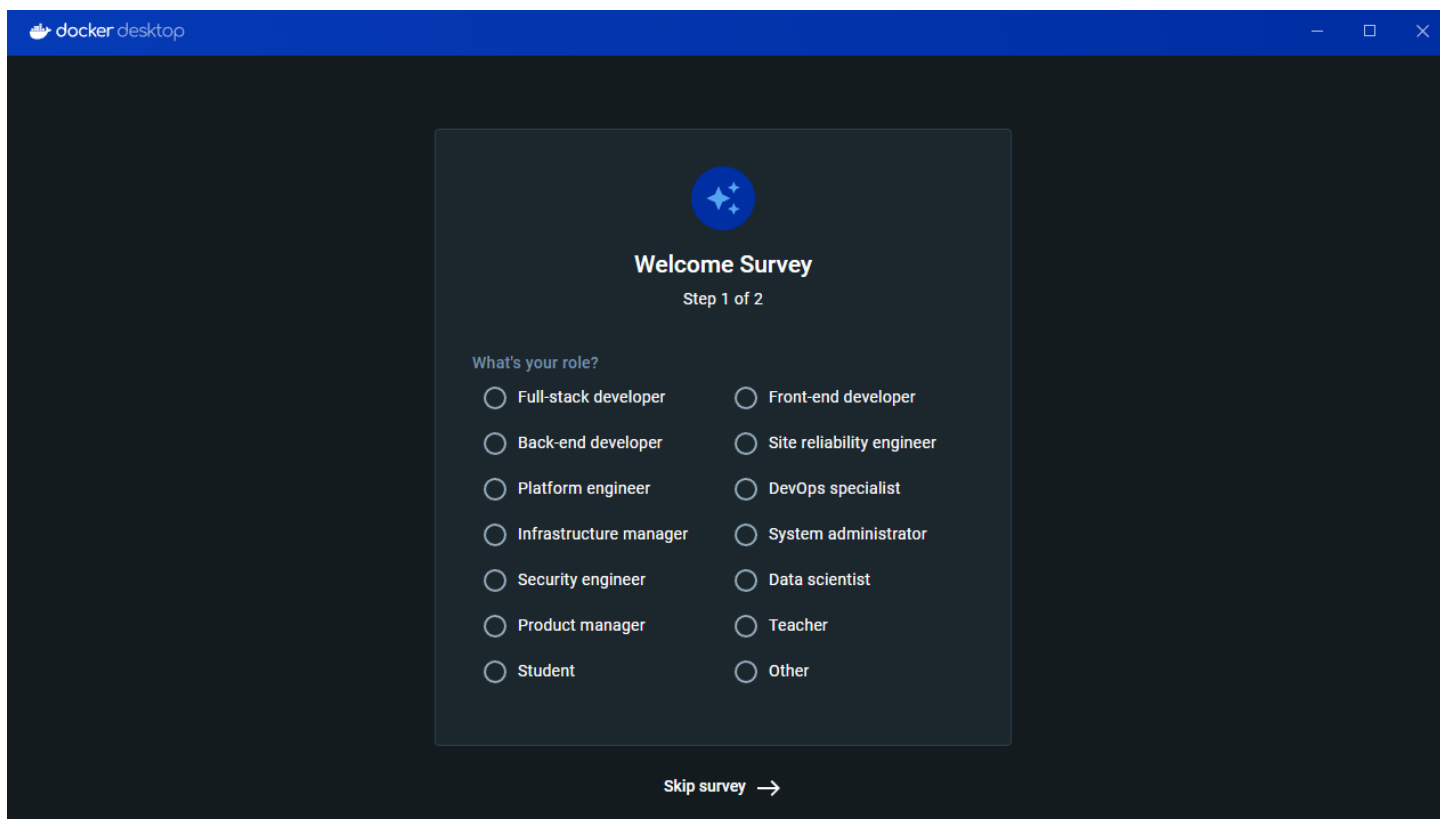 docker desktop
Welcome Survey
Step 1 of 2
What's your role?
Full-stack developer
Front-end developer
Back-end developer
Site reliability engineer
Platform engineer
DevOps specialist
Infrastructure manager
System administrator
Security engineer
Data scientist
Product manager
Teacher
Student
Other
Skip survey →